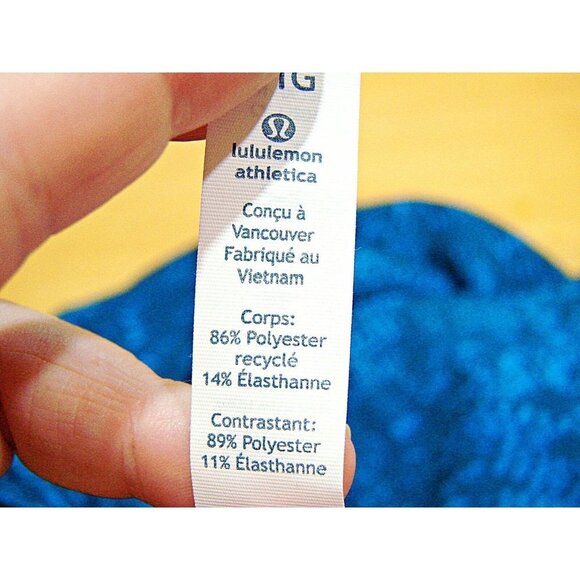 lululemon
athletica
Conçu à
Vancouver
Fabriqué au
Vietnam
Corps:
86% Polyester
recyclé
14% Élasthanne
Contrastant:
89% Polyester
11% Élasthanne